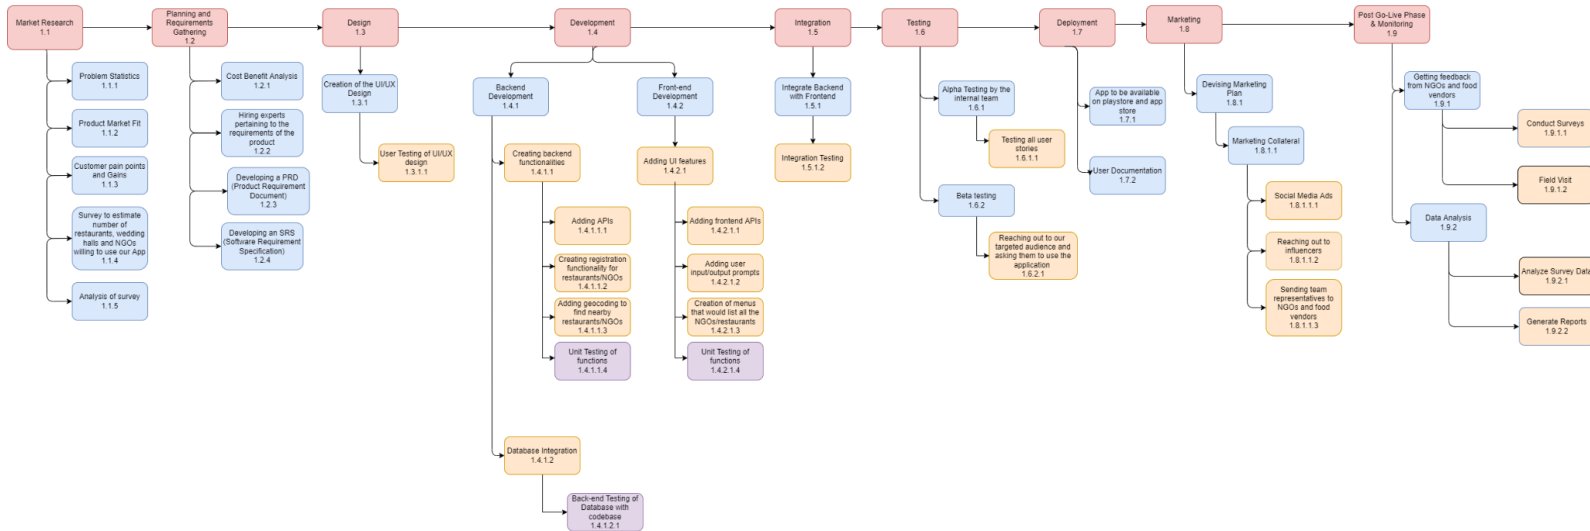 Market Research
1.1
Planning and
Requirements
Gathering
1.2
Design
1.3
Development
1.4
Integration
1.5
Testing
1.6
Deployment
1.7
Marketing
1.8
Post Go-Live Phase
& Monitoring
1.9
Problem Statistics
1.1.1
Product Market Fit
1.1.2
Customer pain points
and Gains
1.1.3
Survey to estimate
number of
restaurants, wedding
halls and NGOs
willing to use our App
1.1.4
Analysis of survey
1.1.5
Cost Benefit Analysis
1.2.1
Hiring experts
pertaining to the
requirements of the
product
1.2.2
Developing a PRD
(Product Requirement
Document)
1.2.3
Developing an SRS
(Software Requirement
Specification)
1.2.4
Creation of the UI/UX
Design
1.3.1
User Testing of UI/UX
design
1.3.1.1
Backend
Development
1.4.1
Creating backend
functionalities
1.4.1.1
Adding APIs
1.4.1.1.1
Creating registration
functionality for
restaurants/NGOs
1.4.1.1.2
Adding geocoding to
find nearby
restaurants/NGOs
1.4.1.1.3
Unit Testing of
functions
1.4.1.1.4
Database Integration
1.4.1.2
Back-end Testing of
Database with
codebase
1.4.1.2.1
Front-end
Development
1.4.2
Adding UI features
1.4.2.1
Adding frontend APIs
1.4.2.1.1
Adding user
input/output prompts
1.4.2.1.2
Creation of menus
that would list all the
NGOs/restaurants
1.4.2.1.3
Unit Testing of
functions
1.4.2.1.4
Integrate Backend
with Frontend
1.5.1
Integration Testing
1.5.1.2
Alpha Testing by the
internal team
1.6.1
Testing all user
stories
1.6.1.1
Beta testing
1.6.2
Reaching out to our
targeted audience and
asking them to use the
application
1.6.2.1
App to be available
on playstore and app
store
1.7.1
User Documentation
1.7.2
Devising Marketing
Plan
1.8.1
Marketing Collateral
1.8.1.1
Social Media Ads
1.8.1.1.1
Reaching out to
influencers
1.8.1.1.2
Sending team
representatives to
NGOs and food
vendors
1.8.1.1.3
Getting feedback
from NGOs and food
vendors
1.9.1
Conduct Surveys
1.9.1.1
Field Visit
1.9.1.2
Data Analysis
1.9.2
Analyze Survey Data
1.9.2.1
Generate Reports
1.9.2.2